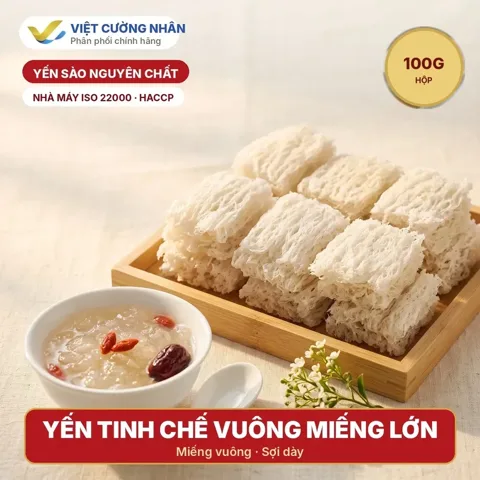 VIỆT CƯỜNG NHÂN
Phân phối chính hãng
YẾN SÀO NGUYÊN CHẤT
NHÀ MÁY ISO 22000 · HACCP
100G
HỘP
YẾN TINH CHẾ VUÔNG MIẾNG LỚN
Miếng vuông · Sợi dày